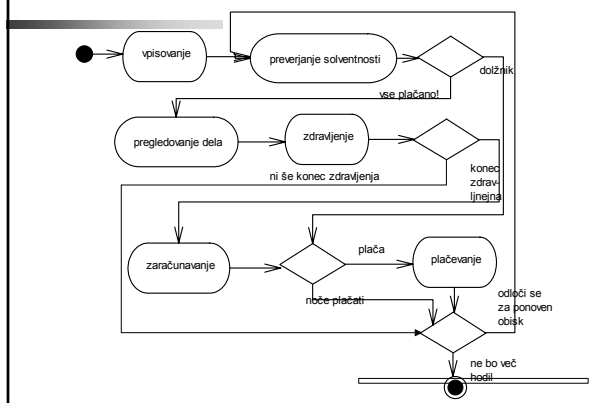 vpisovanje
preverjanje solventnosti
dolžnik
vse plačano!
pregledovanje dela
zdravljenje
ni še konec zdravljenja
konec
zdrav-
ljnejna
zaračunavanje
plača
plačevanje
noče plačati
odloči se
za ponoven
obisk
ne bo več
hodil